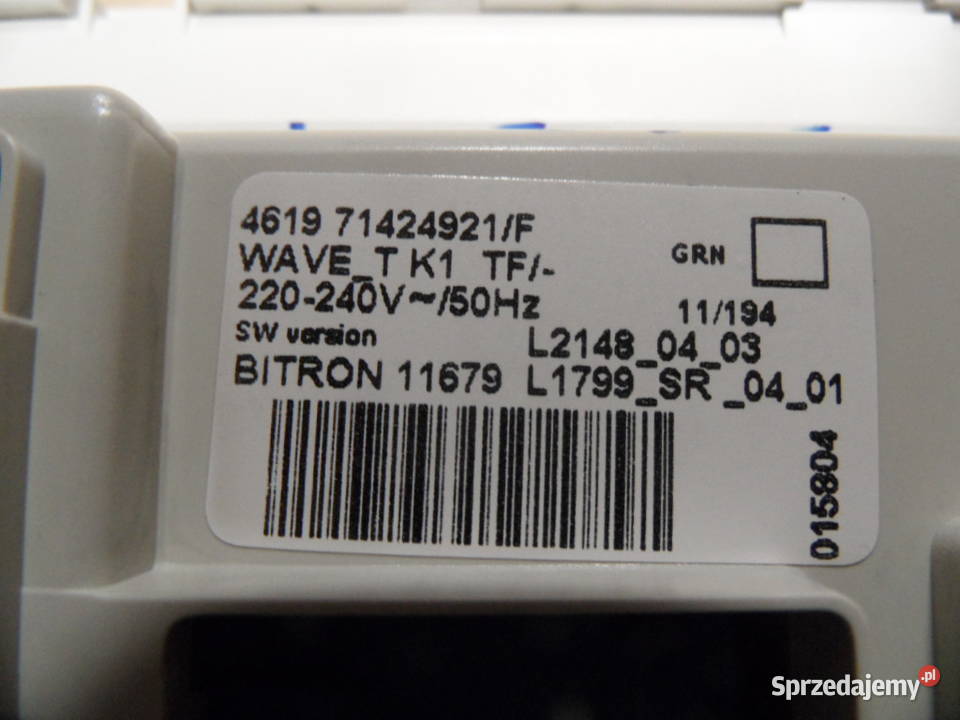 4619 71424921/F
WAVE_T K1 TF/-
GRN
220-240V~/50Hz
11/194
SW version
L2148_04_03
BITRON 11679 L1799_SR _04_01
015804
Sprzedajemy.pl